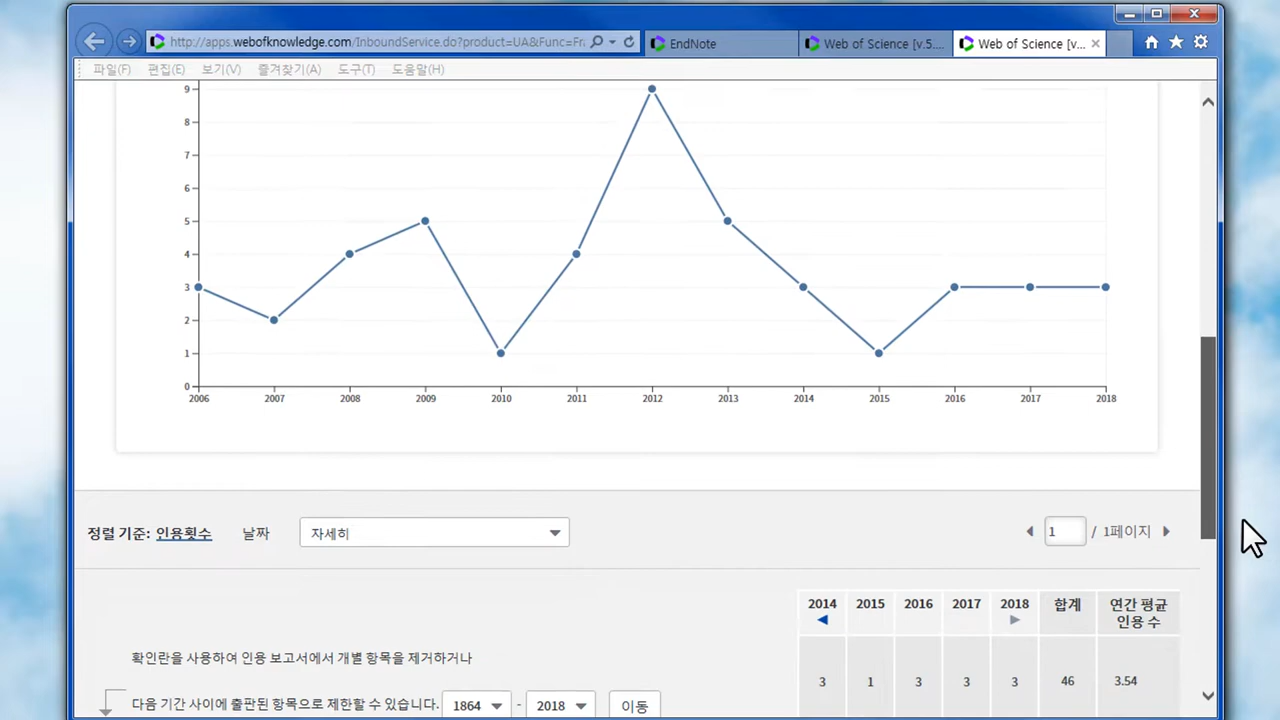 http://apps.webofknowledge.com/InboundService.do?product=UA&Func=Fr
EndNote
Web of Science [v.5....
Web of Science [v...
파일(F) 편집(E) 보기(V) 즐겨찾기(A) 도구(T) 도움말(H)
9
8
7
6
5
4
3
2
1
0
2006 2007 2008 2009 2010 2011 2012 2013 2014 2015 2016 2017 2018
정렬 기준: 인용횟수 날짜 자세히
1 / 1페이지
2014 2015 2016 2017 2018 합계 연간 평균
인용 수
확인란을 사용하여 인용 보고서에서 개별 항목을 제거하거나
3 1 3 3 3 46 3.54
다음 기간 사이에 출판된 항목으로 제한할 수 있습니다. 1864 - 2018 이동